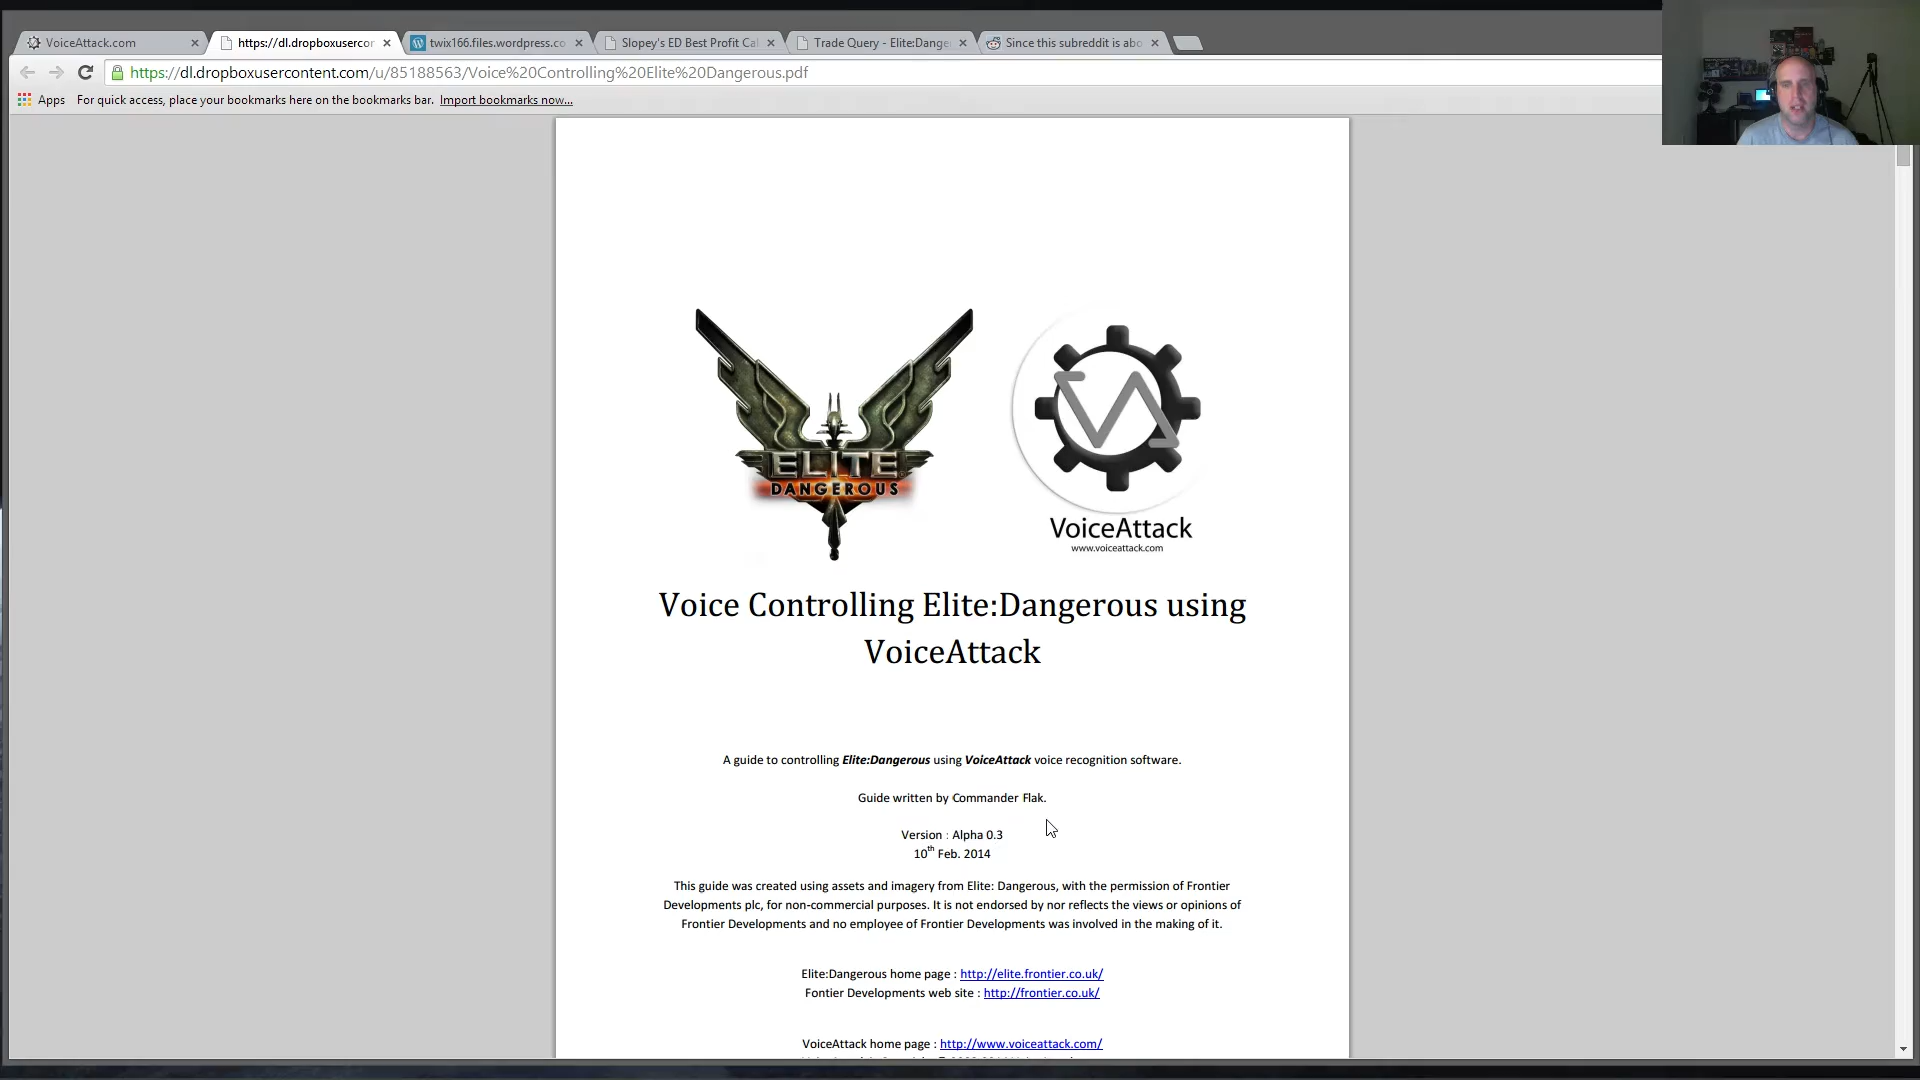 VoiceAttack.com
https://dl.dropboxusercor
twix166.files.wordpress.co
Slopey's ED Best Profit Cal
Trade Query - Elite:Dange
Since this subreddit is abo
https://dl.dropboxusercontent.com/u/85188563/Voice%20Controlling%20Elite%20Dangerous.pdf
Apps For quick access, place your bookmarks here on the bookmarks bar. Import bookmarks now...
ELITE
DANGEROUS
VA
VoiceAttack
www.voiceattack.com
Voice Controlling Elite:Dangerous using
VoiceAttack
A guide to controlling Elite:Dangerous using VoiceAttack voice recognition software.
Guide written by Commander Flak.
Version : Alpha 0.3
10th Feb. 2014
This guide was created using assets and imagery from Elite: Dangerous, with the permission of Frontier
Developments plc, for non-commercial purposes. It is not endorsed by nor reflects the views or opinions of
Frontier Developments and no employee of Frontier Developments was involved in the making of it.
Elite:Dangerous home page : http://elite.frontier.co.uk/
Fontier Developments web site : http://frontier.co.uk/
VoiceAttack home page : http://www.voiceattack.com/